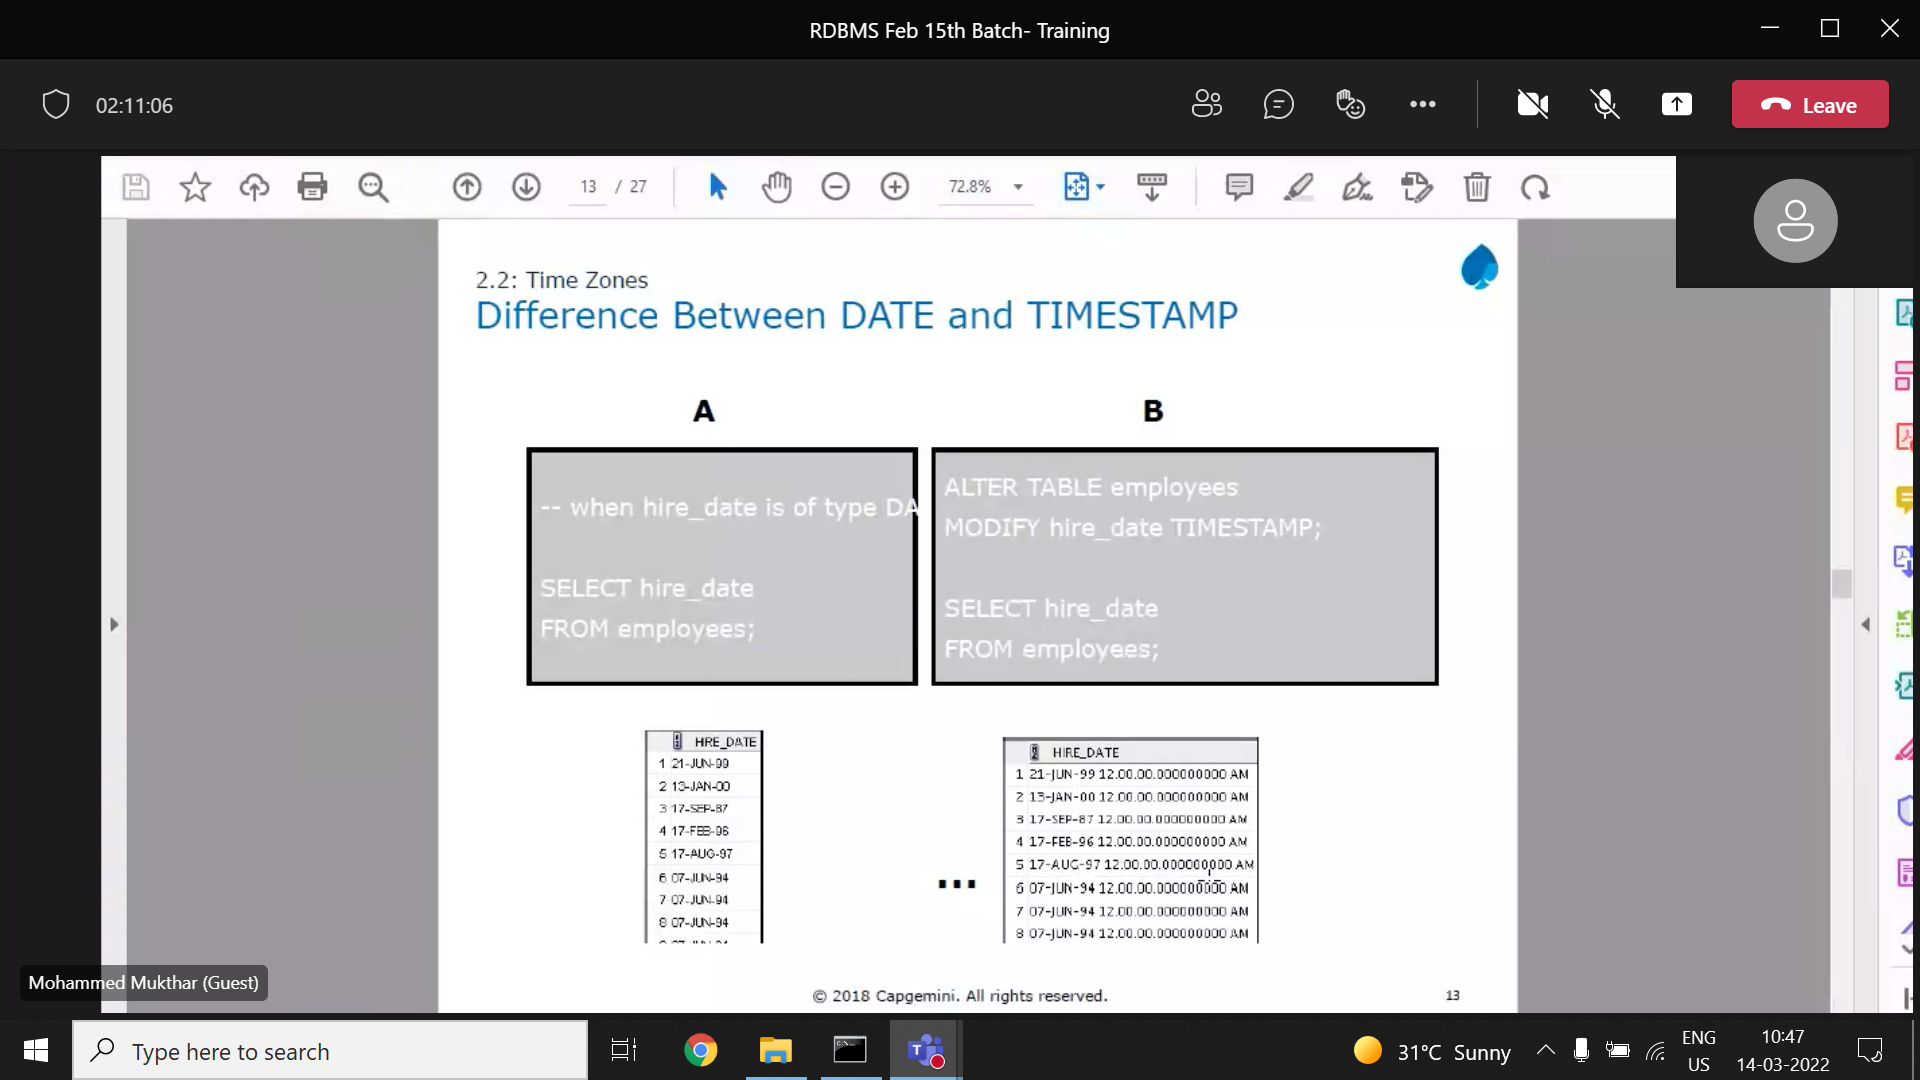 RDBMS Feb 15th Batch- Training
02:11:06
Leave
13 / 27
72.8%
2.2: Time Zones
Difference Between DATE and TIMESTAMP
A
B
-- when hire_date is of type DA
SELECT hire_date
FROM employees;
ALTER TABLE employees
MODIFY hire_date TIMESTAMP;
SELECT hire_date
FROM employees;
HIRE_DATE
1 21-JUN-99
2 13-JAN-00
3 17-SEP-87
4 17-FEB-96
5 17-AUG-97
6 07-JUN-94
7 07-JUN-94
8 07-JUN-94
...
HIRE_DATE
1 21-JUN-99 12.00.00.000000000 AM
2 13-JAN-00 12.00.00.000000000 AM
3 17-SEP-87 12.00.00.000000000 AM
4 17-FEB-96 12.00.00.000000000 AM
5 17-AUG-97 12.00.00.000000000 AM
6 07-JUN-94 12.00.00.000000000 AM
7 07-JUN-94 12.00.00.000000000 AM
8 07-JUN-94 12.00.00.000000000 AM
Mohammed Mukthar (Guest)
© 2018 Capgemini. All rights reserved.
13
Type here to search
31°C Sunny
ENG
US
10:47
14-03-2022